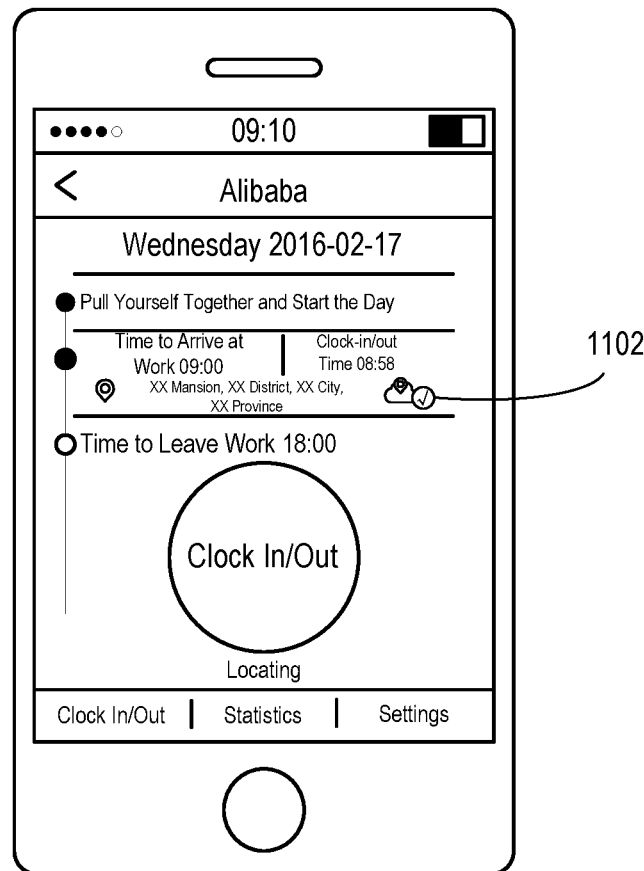 09:10
Alibaba
Wednesday 2016-02-17
Pull Yourself Together and Start the Day
Time to Arrive at
Work 09:00
Clock-in/out
Time 08:58
XX Mansion, XX District, XX City,
XX Province
1102
Time to Leave Work 18:00
Clock In/Out
Locating
Clock In/Out
Statistics
Settings